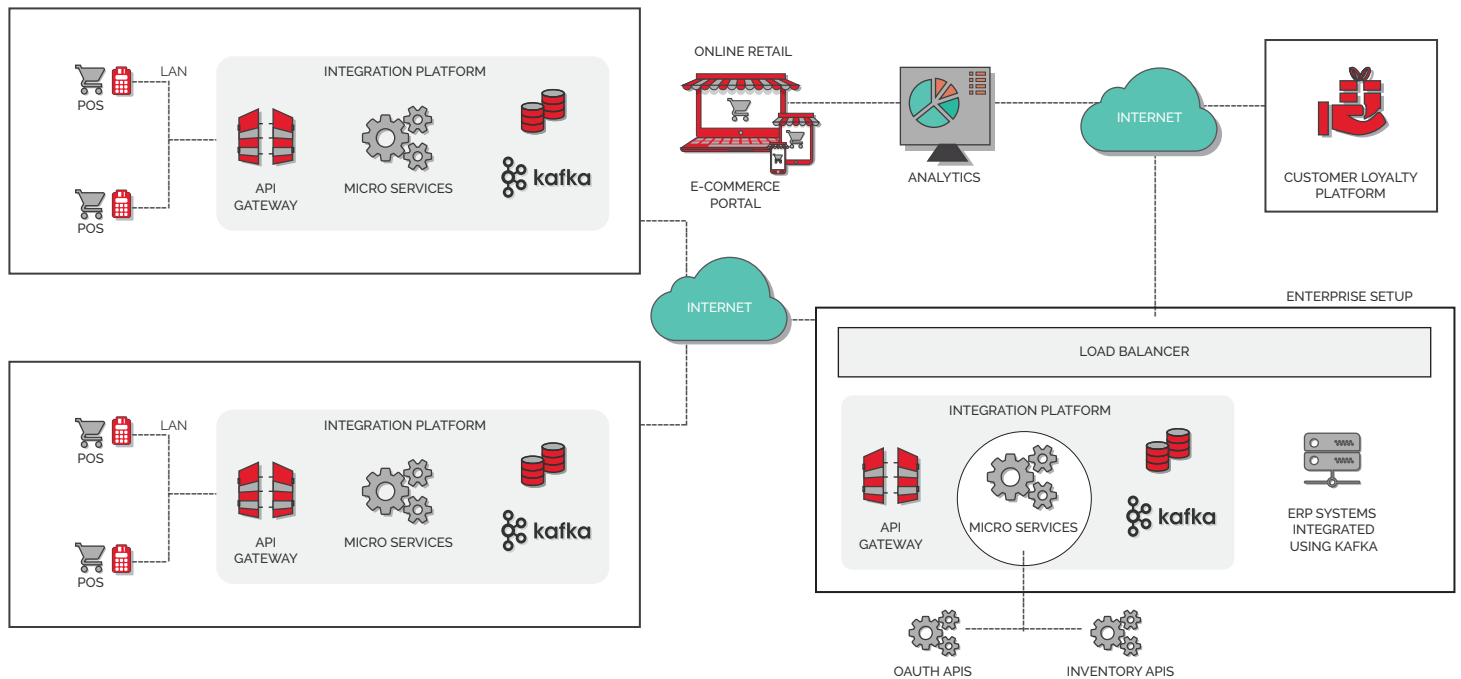 LAN
POS
POS
INTEGRATION PLATFORM
API
GATEWAY
MICRO SERVICES
kafka
ONLINE RETAIL
E-COMMERCE
PORTAL
ANALYTICS
INTERNET
CUSTOMER LOYALTY
PLATFORM
INTERNET
LAN
POS
POS
INTEGRATION PLATFORM
API
GATEWAY
MICRO SERVICES
kafka
ENTERPRISE SETUP
LOAD BALANCER
INTEGRATION PLATFORM
API
GATEWAY
MICRO SERVICES
kafka
ERP SYSTEMS
INTEGRATED
USING KAFKA
OAUTH APIS
INVENTORY APIS